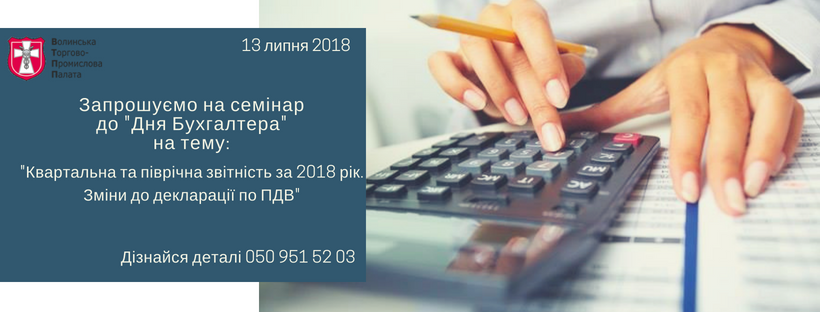 Волинська
Торгово-
Промислова
Палата
13 липня 2018
Запрошуємо на семінар
до "Дня Бухгалтера"
на тему:
"Квартальна та піврічна звітність за 2018 рік.
Зміни до декларації по ПДВ"
Дізнайся деталі 050 951 52 03
AC